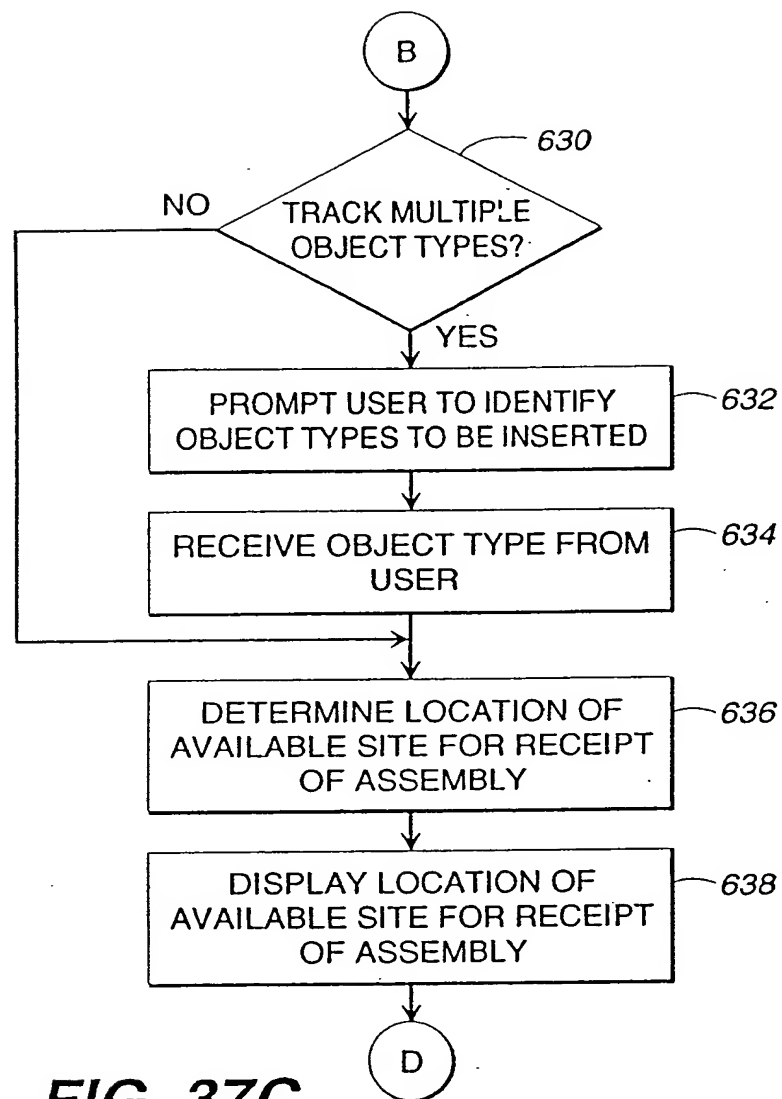 B
630
NO
TRACK MULTIPLE
OBJECT TYPES?
YES
PROMPT USER TO IDENTIFY
OBJECT TYPES TO BE INSERTED
632
RECEIVE OBJECT TYPE FROM
USER
634
DETERMINE LOCATION OF
AVAILABLE SITE FOR RECEIPT
OF ASSEMBLY
636
DISPLAY LOCATION OF
AVAILABLE SITE FOR RECEIPT
OF ASSEMBLY
638
D
FIG. 37C